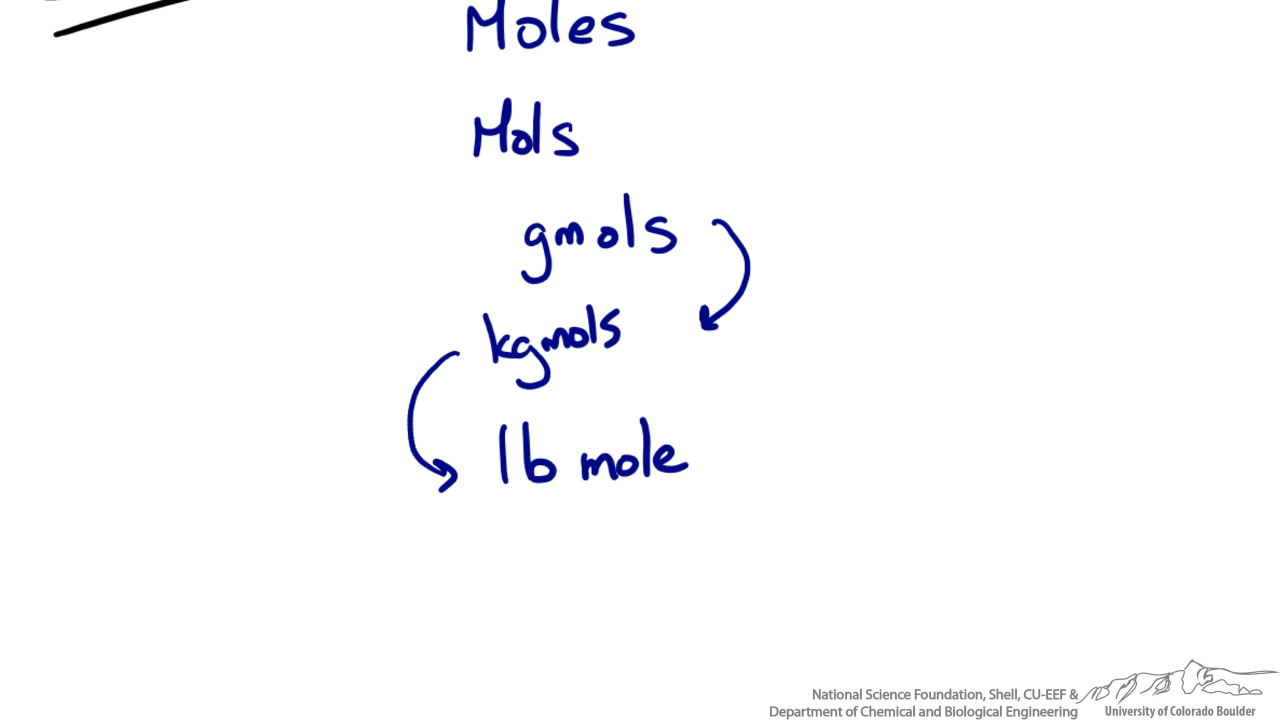 Moles
Mols
gmols
kgmols
lb mole
National Science Foundation, Shell, CU-EEF &
Department of Chemical and Biological Engineering
University of Colorado Boulder